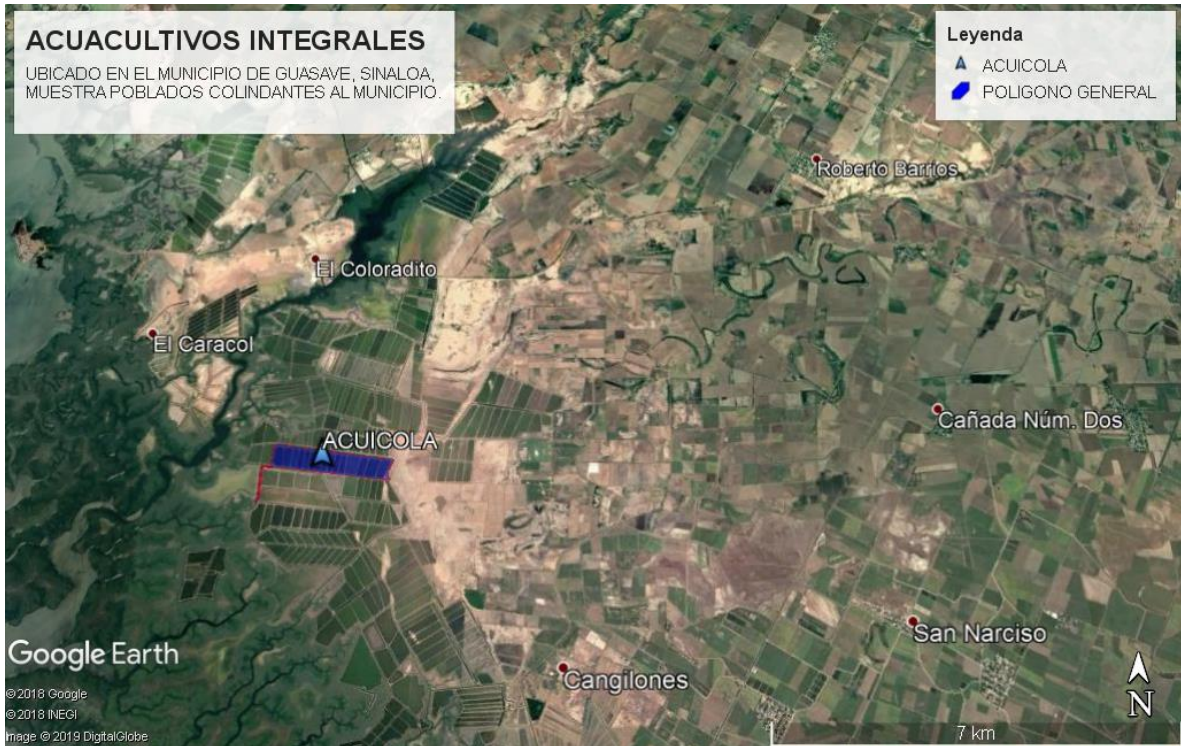 ACUACULTIVOS INTEGRALES
UBICADO EN EL MUNICIPIO DE GUASAVE, SINALOA,
MUESTRA POBLADOS COLINDANTES AL MUNICIPIO.
Leyenda
ACUICOLA
POLIGONO GENERAL
Roberto Barrios
El Coloradito
El Caracol
Cañada Núm. Dos
ACUICOLA
San Narciso
Cangilones
Google Earth
©2018 Google
©2018 INEGI
Image ©2019 DigitalGlobe
N
7 km